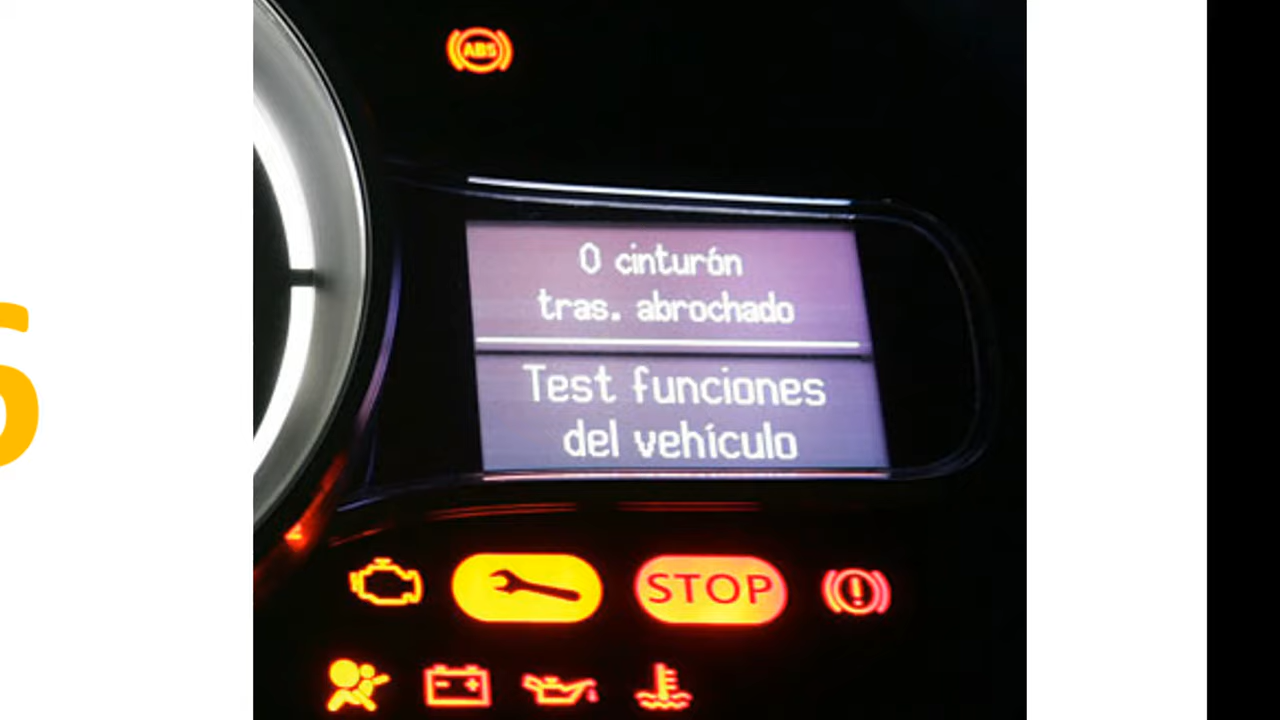 ABS
0 cinturón
tras. abrochado
Test funciones
del vehículo
STOP